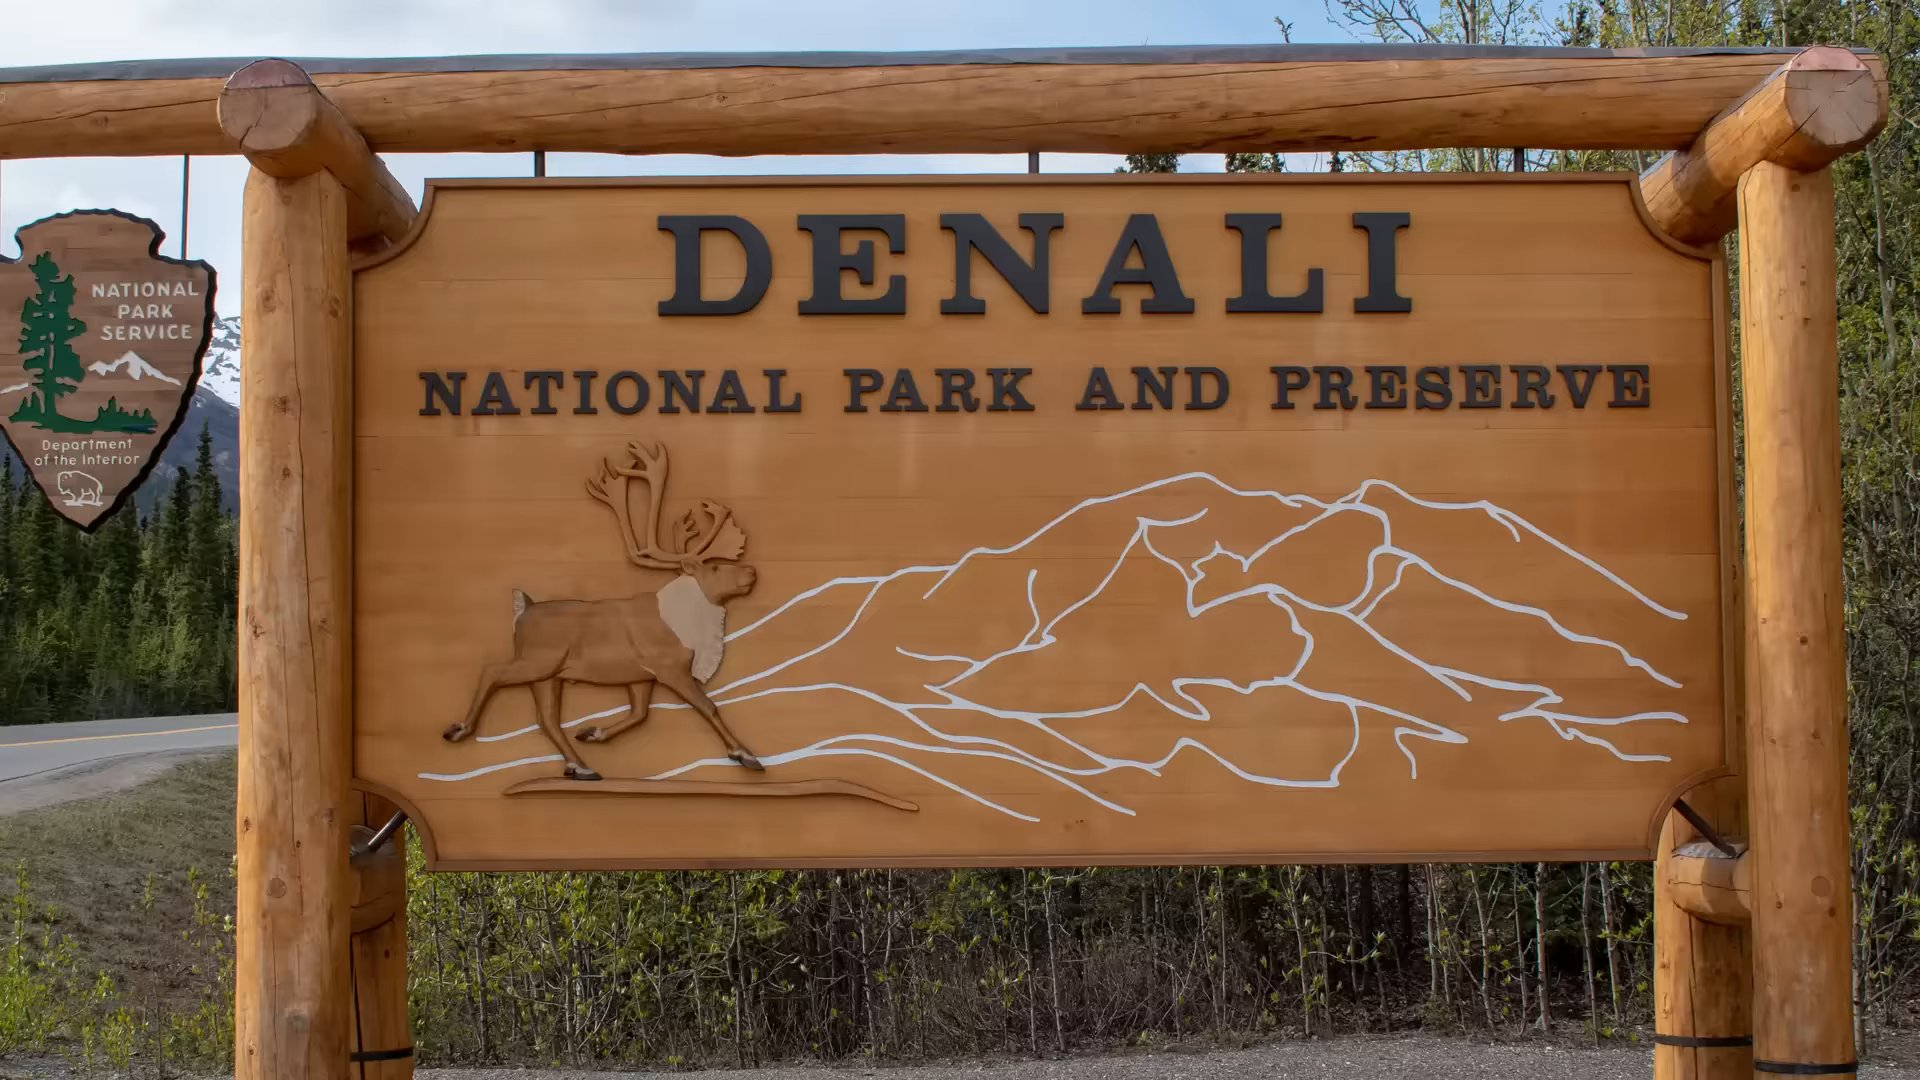 DENALI
NATIONAL PARK AND PRESERVE
NATIONAL
PARK
SERVICE
Department
of the Interior